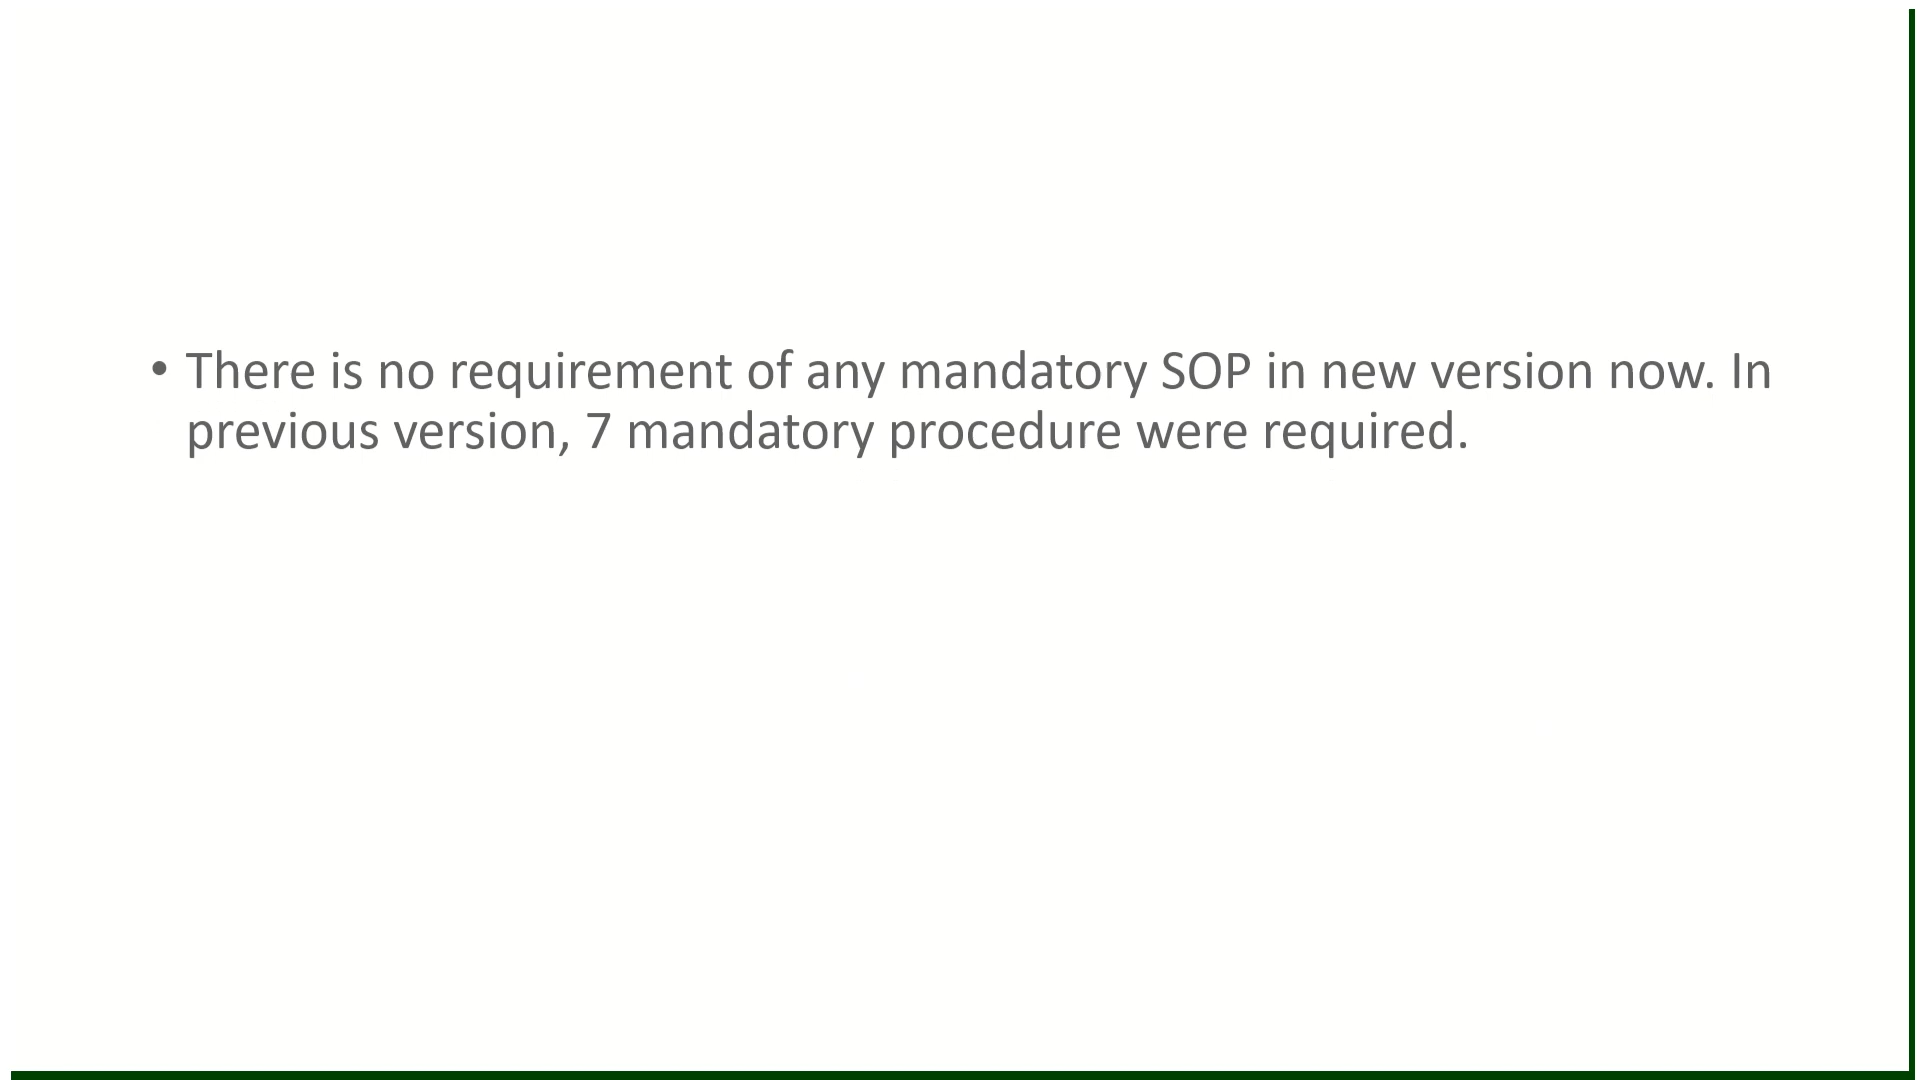 • There is no requirement of any mandatory SOP in new version now. In
previous version, 7 mandatory procedure were required.